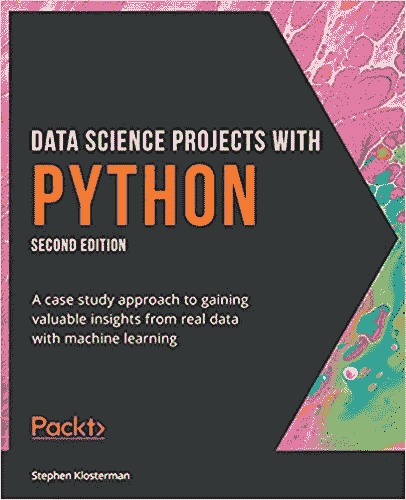 DATA SCIENCE PROJECTS WITH
PYTHON
SECOND EDITION
A case study approach to gaining
valuable insights from real data
with machine learning
Packt>
Stephen Klosterman